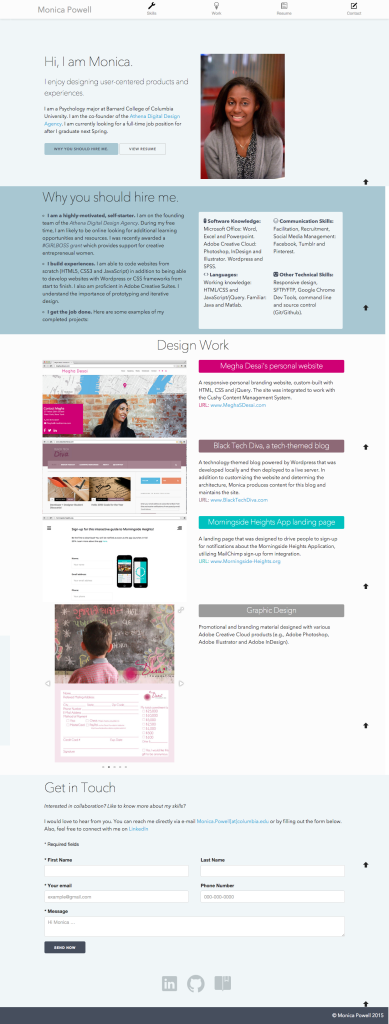 Monica Powell
Skills
Work
Resume
Contact
Hi, I am Monica.
I enjoy designing user-centered products and
experiences.
I am a Psychology major at Barnard College of Columbia
University. I am the co-founder of the Athena Digital Design
Agency. I am currently looking for a full-time job position for
after I graduate next Spring.
WHY YOU SHOULD HIRE ME
VIEW RESUME
Why you should hire me.
I am a highly-motivated, self-starter. I am on the founding
team of the Athena Digital Design Agency. During my free
time, I am likely to be online looking for additional learning
opportunities and resources. I was recently awarded a
#GIRLBOSS grant which provides support for creative
entrepreneurial women.
I build experiences. I am able to code websites from
scratch (HTML5, CSS3 and JavaScript) in addition to being able
to develop websites with Wordpress or CSS frameworks from
start to finish. I also am proficient in Adobe Creative Suites. I
understand the importance of prototyping and iterative
design.
I get the job done. Here are some examples of my
completed projects:
Software Knowledge:
Microsoft Office: Word,
Excel and Powerpoint.
Adobe Creative Cloud:
Photoshop, InDesign and
Illustrator. Wordpress and
SPSS.
Languages:
Working knowledge:
HTML/CSS and
JavaScript/jQuery. Familiar:
Java and Matlab.
Communication Skills:
Facilitation, Recruitment,
Social Media Management:
Facebook, Tumblr and
Pinterest.
Other Technical Skills:
Responsive design,
SFTP/FTP, Google Chrome
Dev Tools, command line
and source control
(Git/Github).
Design Work
Megha Desai
Contact Megha
Megha Desai's personal website
A responsive personal branding website, custom-built with
HTML, CSS and jQuery. The site was integrated to work with
the Cushy Content Management System.
URL: www.MeghaSDesai.com
Diva
Black Tech Diva, a tech-themed blog
A technology themed blog powered by Wordpress that was
developed locally and then deployed to a live server. In
addition to customizing the website and determing the
architecture, Monica produces content for this blog and
maintains the site.
URL: www.BlackTechDiva.com
Sign up for this interactive guide to Morningside Heights!
Morningside Heights App landing page
A landing page that was designed to drive people to sign-up
for notifications about the Morningside Heights Application,
utilizing MailChimp sign-up form integration.
URL: www.Morningside-Heights.org
Graphic Design
Promotional and branding material designed with various
Adobe Creative Cloud products (e.g., Adobe Photoshop,
Adobe Illustrator and Adobe InDesign).
Get in Touch
Interested in collaboration? Like to know more about my skills?
I would love to hear from you. You can reach me directly via e-mail Monica.Powell(at)columbia.edu or by filling out the form below.
Also, feel free to connect with me on LinkedIn
* Required fields
* First Name
Last Name
* Your email
Phone Number
example@gmail.com
000-000-0000
* Message
Hi Monica ...
SEND NOW
© Monica Powell 2015